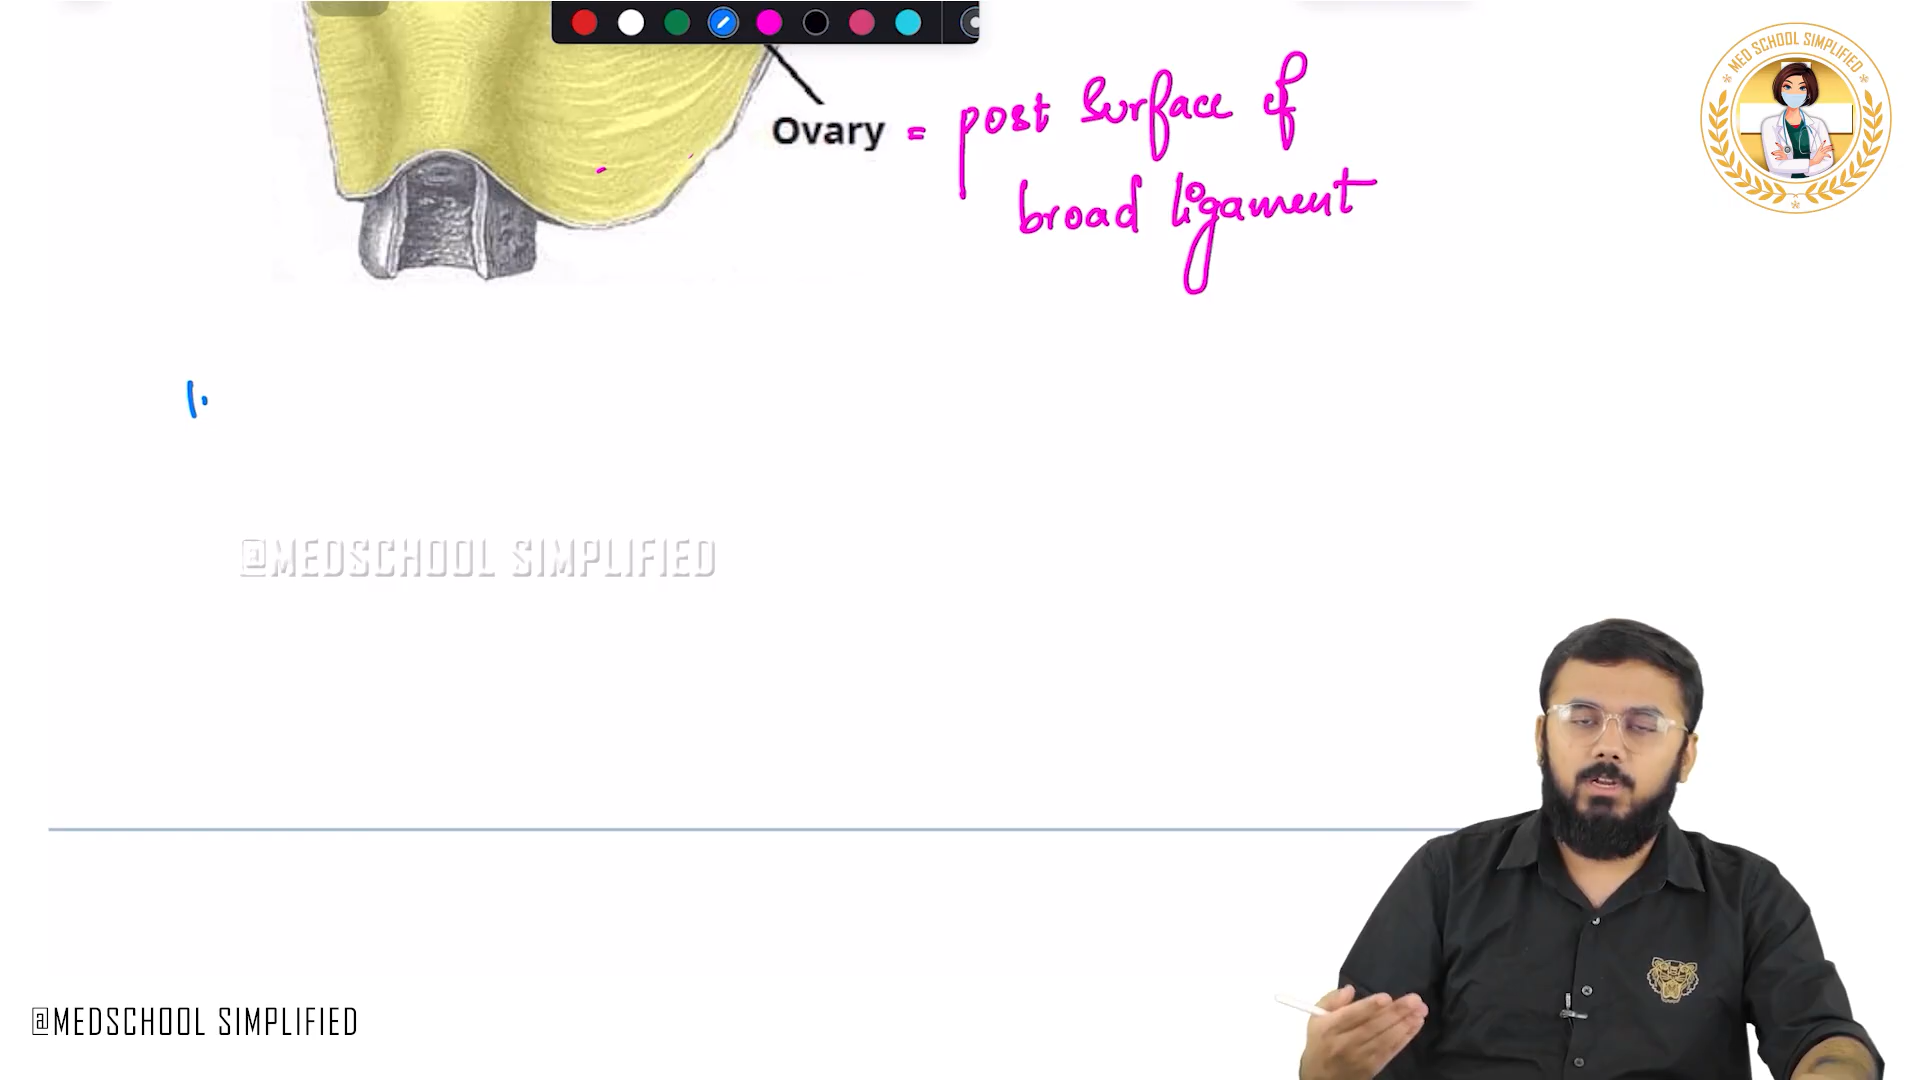 MED SCHOOL SIMPLIFIED
Ovary = post surface of
broad ligament
1.
@MEDSCHOOL SIMPLIFIED
@MEDSCHOOL SIMPLIFIED